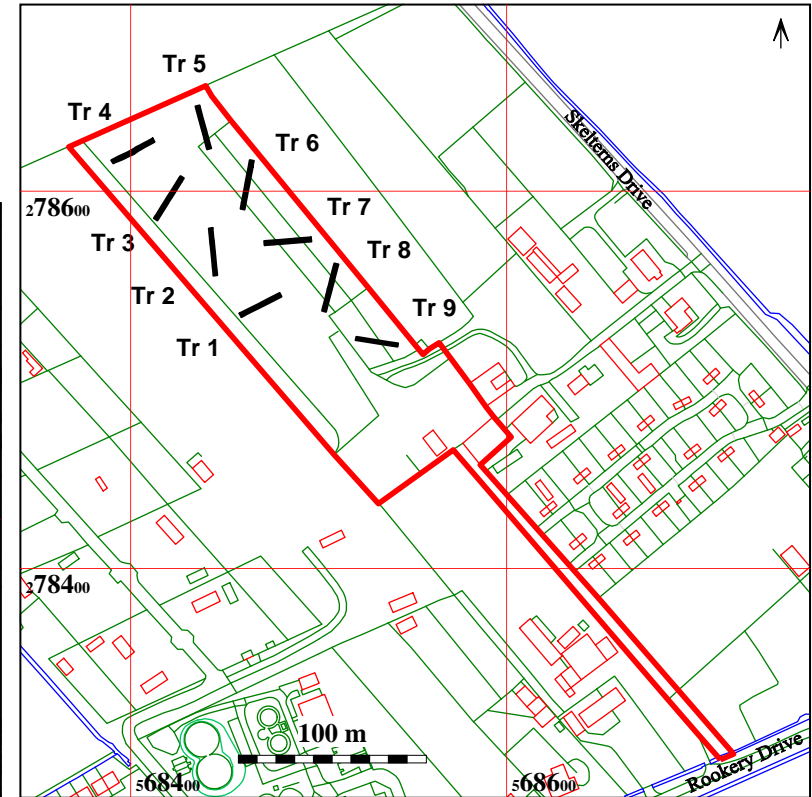 Tr 5
Tr 4
Skelterns Drive
Tr 6
278600
Tr 7
Tr 3
Tr 8
Tr 2
Tr 9
Tr 1
278400
100 m
Rookery Drive
568400
568600